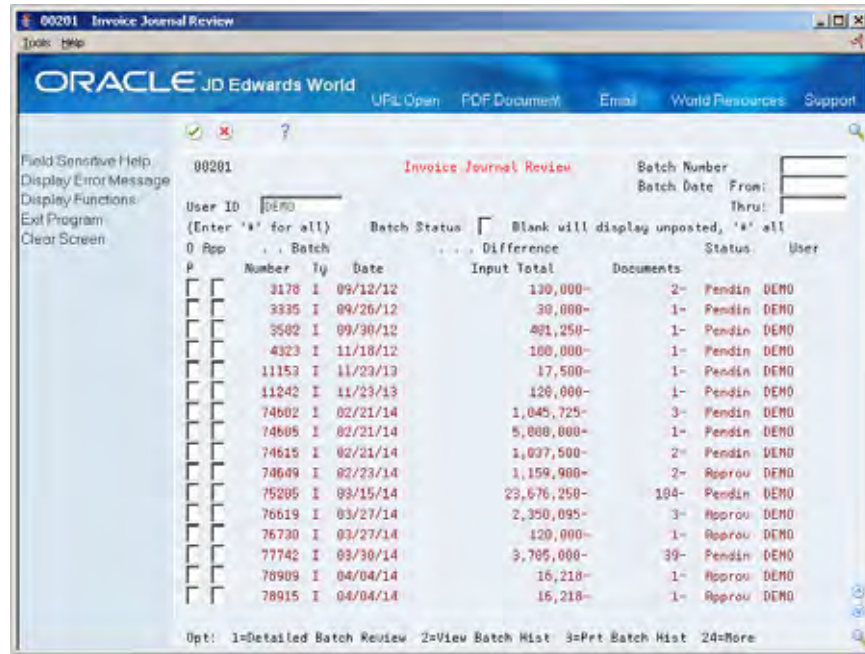 00201 Invoice Journal Review
Tools Help
ORACLE JD Edwards World
URL Open PDF Document Email World Resources Support
?
Field Sensitive Help
Display Error Message
Display Functions
Exit Program
Clear Screen
00201 Invoice Journal Review Batch Number
Batch Date From:
Thru:
User ID DEMO
(Enter '*' for all) Batch Status Blank will display unposted, '*' all
O App . . Batch . . . . Difference Status User
P Number Ty Date Input Total Documents
3178 I 09/12/12 130,000- 2- Pendin DEMO
3335 I 09/26/12 30,000- 1- Pendin DEMO
3502 I 09/30/12 401,250- 1- Pendin DEMO
4323 I 11/18/12 100,000- 1- Pendin DEMO
11153 I 11/23/13 17,500- 1- Pendin DEMO
11242 I 11/23/13 120,000- 1- Pendin DEMO
74602 I 02/21/14 1,045,725- 3- Pendin DEMO
74605 I 02/21/14 5,000,000- 1- Pendin DEMO
74615 I 02/21/14 1,037,500- 2- Pendin DEMO
74649 I 02/23/14 1,159,900- 2- Approv DEMO
75205 I 03/15/14 23,676,250- 104- Pendin DEMO
76619 I 03/27/14 2,350,095- 3- Approv DEMO
76730 I 03/27/14 120,000- 1- Approv DEMO
77742 I 03/30/14 3,705,000- 39- Pendin DEMO
78909 I 04/04/14 16,218- 1- Approv DEMO
78915 I 04/04/14 16,218- 1- Approv DEMO
Opt: 1=Detailed Batch Review 2=View Batch Hist 3=Prt Batch Hist 24=More